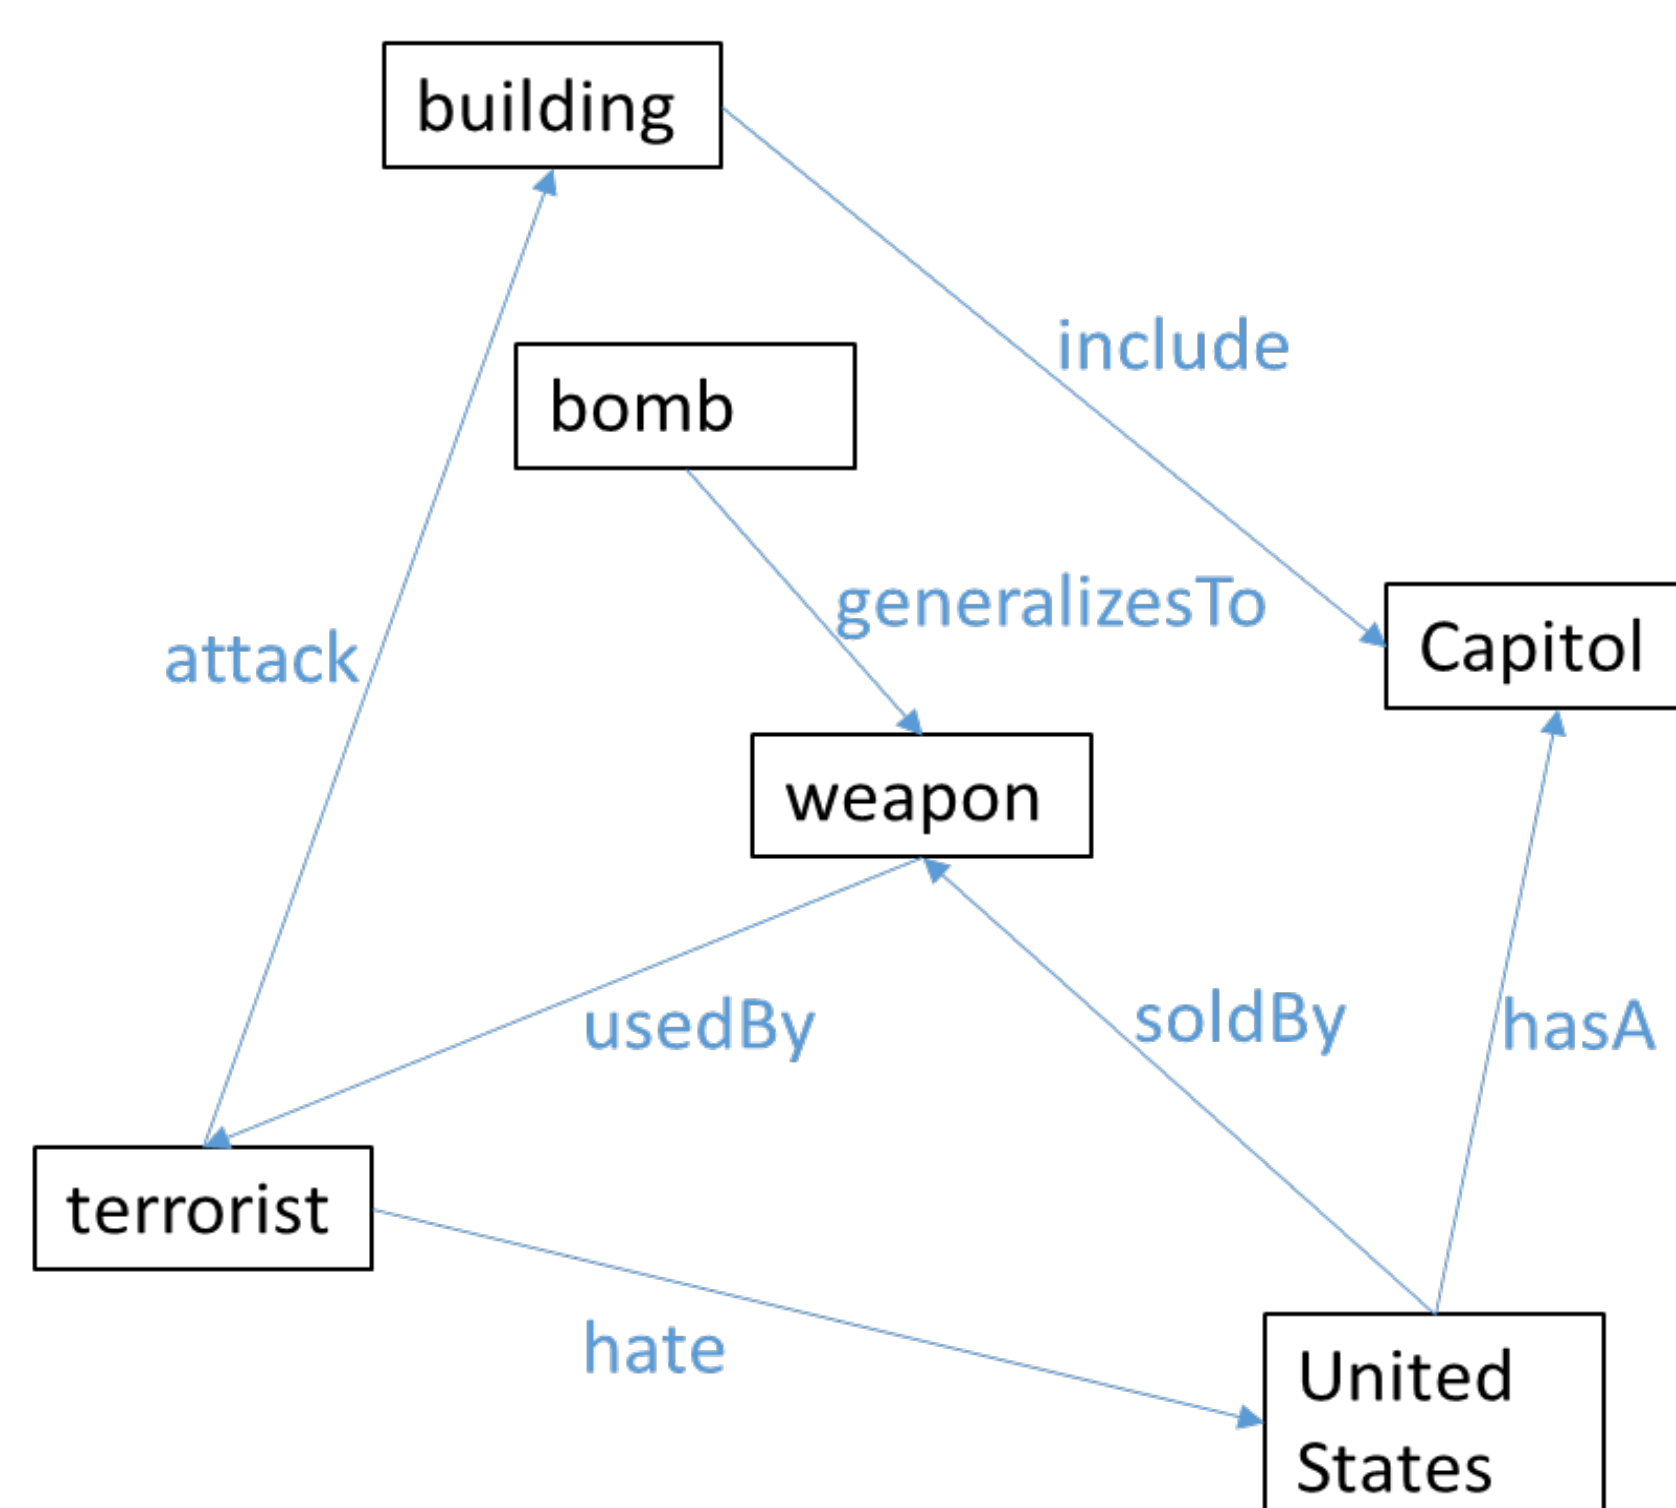 building
include
bomb
generalizesTo
attack
Capitol
weapon
usedBy
soldBy
hasA
terrorist
hate
United
States